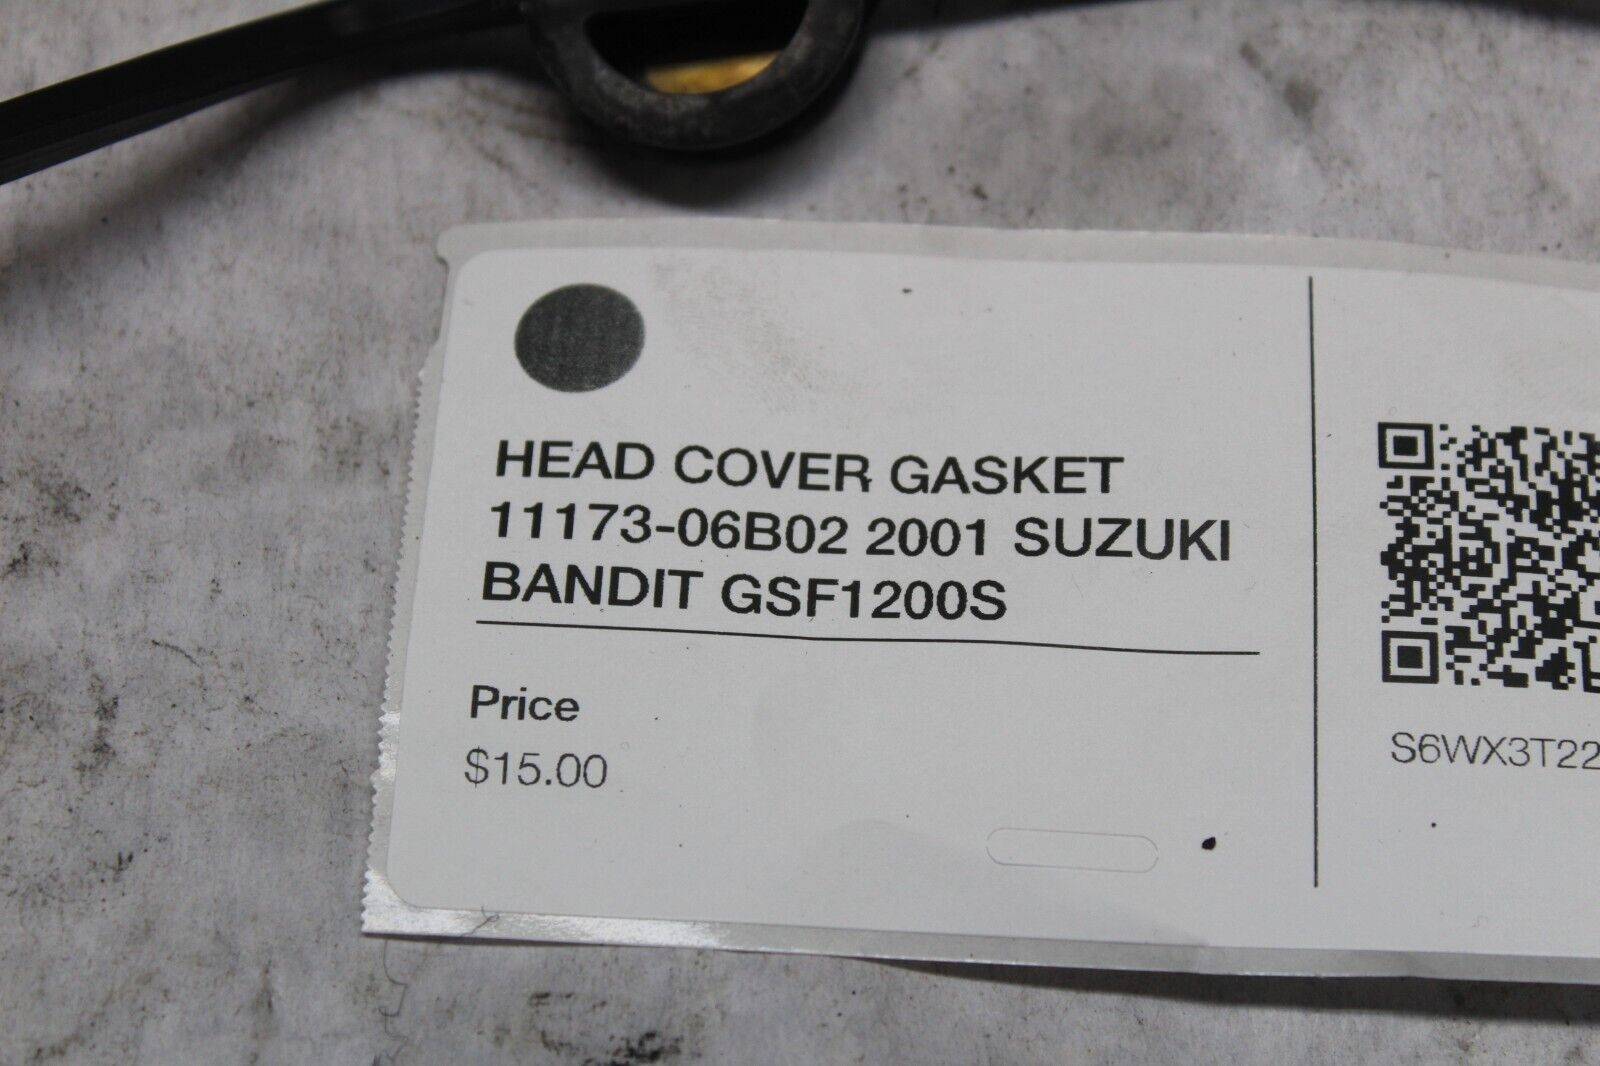 HEAD COVER GASKET
11173-06B02 2001 SUZUKI
BANDIT GSF1200S
Price
$15.00
S6WX3T22